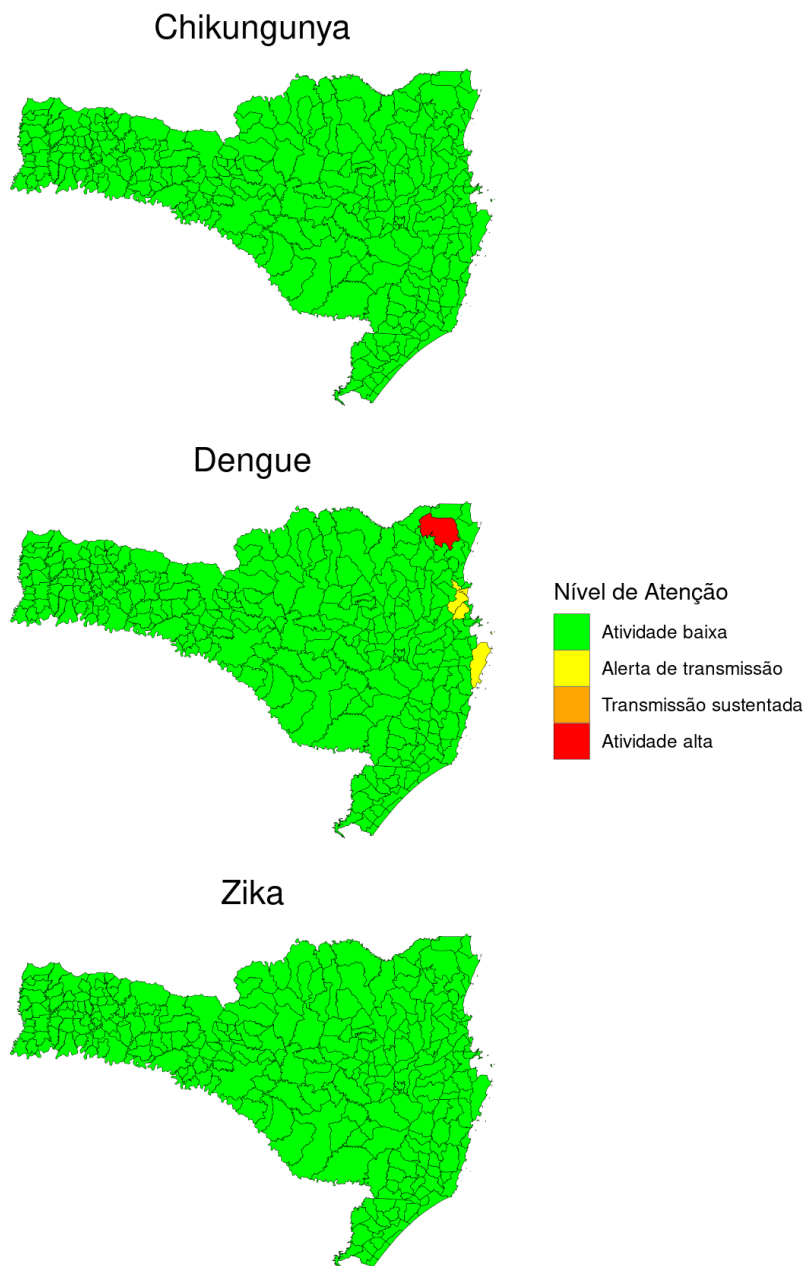 Chikungunya
Dengue
Nível de Atenção
Atividade baixa
Alerta de transmissão
Transmissão sustentada
Atividade alta
Zika